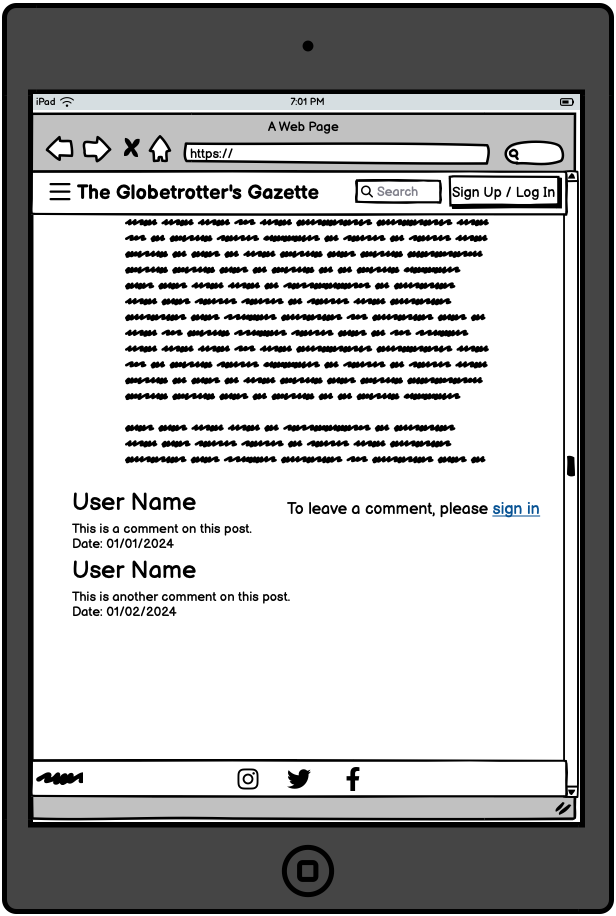 iPad
7:01 PM
A Web Page
https://
The Globetrotter's Gazette
Search
Sign Up / Log In
User Name
To leave a comment, please sign in
This is a comment on this post.
Date: 01/01/2024
User Name
This is another comment on this post.
Date: 01/02/2024